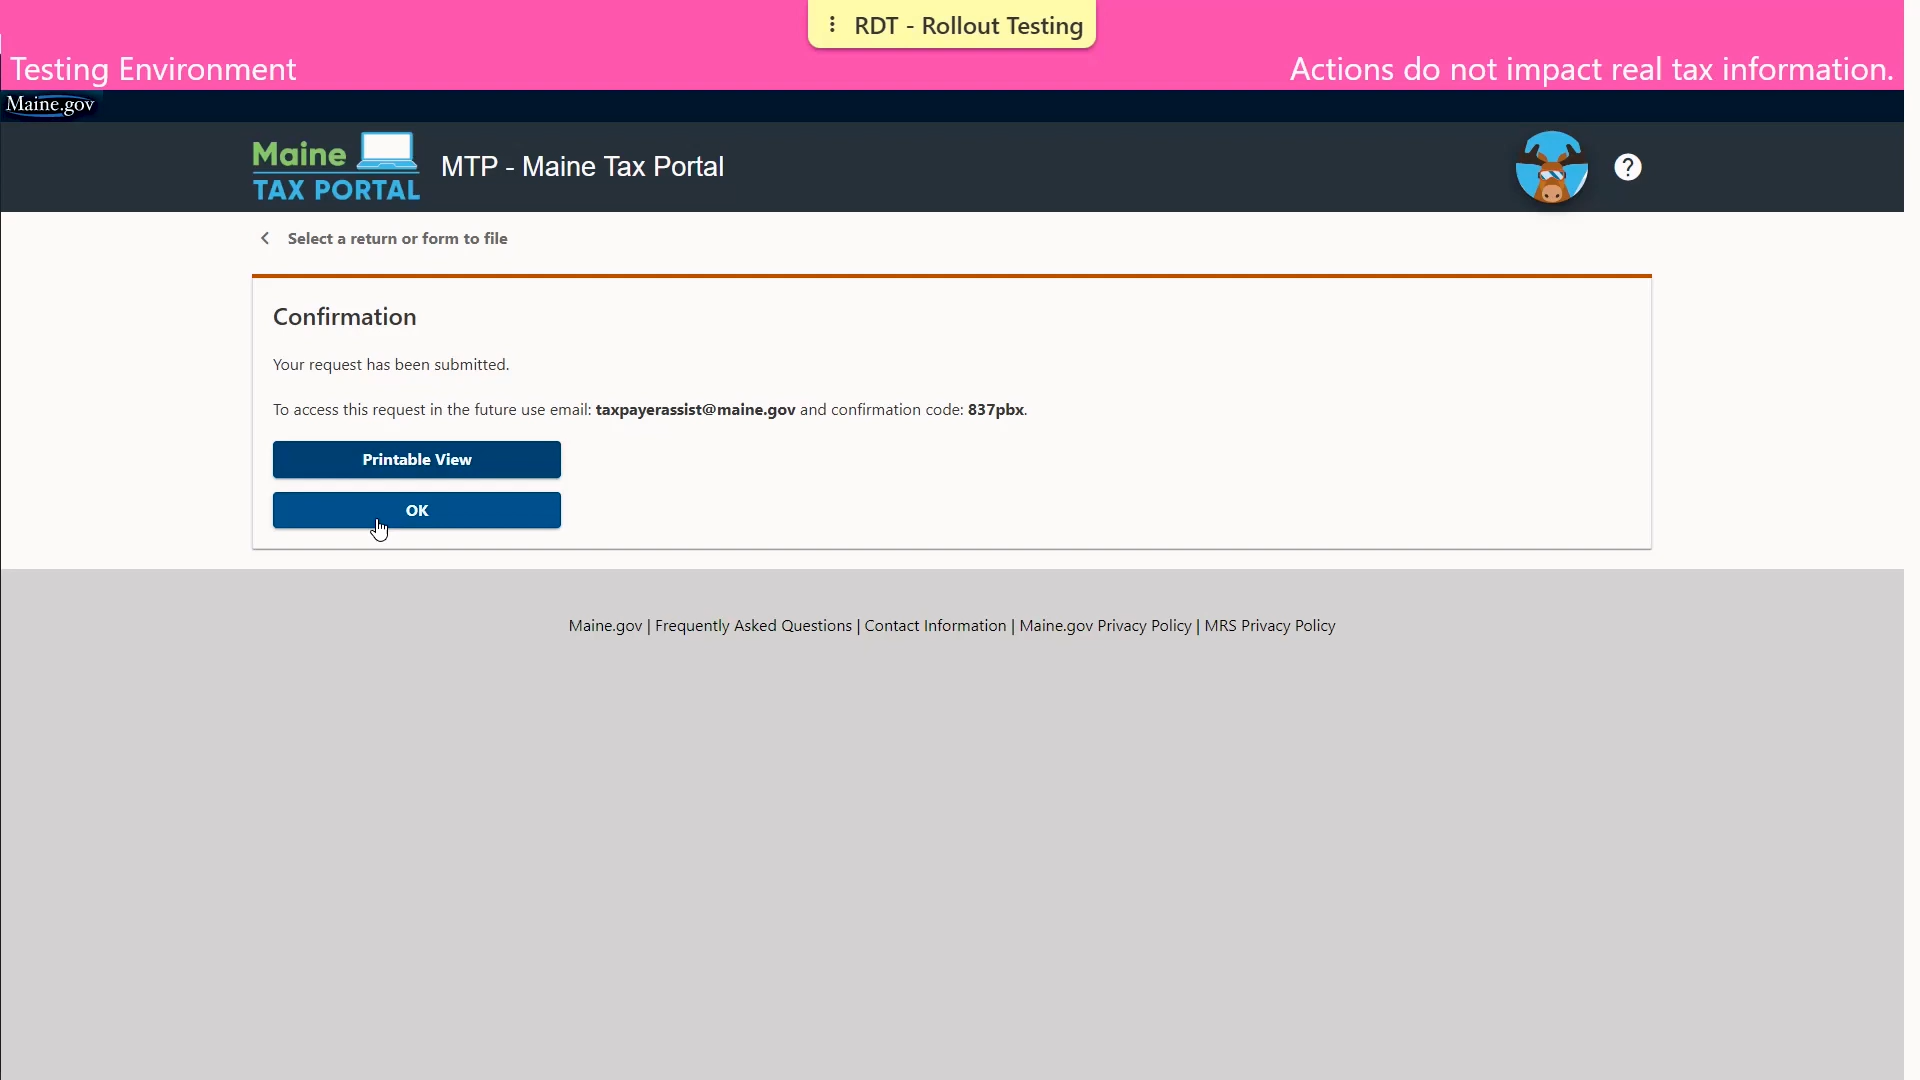 ⋮ RDT - Rollout Testing
Testing Environment
Actions do not impact real tax information.
Maine.gov
Maine
TAX PORTAL
MTP - Maine Tax Portal
?
< Select a return or form to file
Confirmation
Your request has been submitted.
To access this request in the future use email: taxpayerassist@maine.gov and confirmation code: 837pbx.
Printable View
OK
Maine.gov | Frequently Asked Questions | Contact Information | Maine.gov Privacy Policy | MRS Privacy Policy